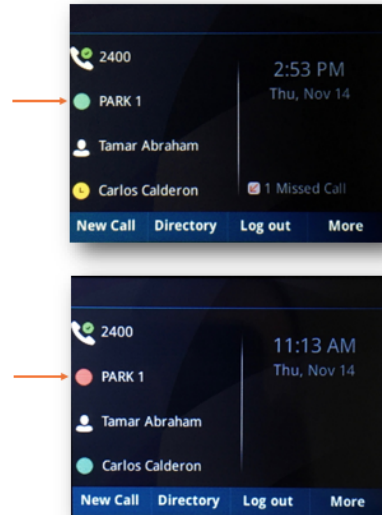 2400
2:53 PM
PARK 1
Thu, Nov 14
Tamar Abraham
Carlos Calderon
1 Missed Call
New Call Directory Log out More
2400
11:13 AM
PARK 1
Thu, Nov 14
Tamar Abraham
Carlos Calderon
New Call Directory Log out More